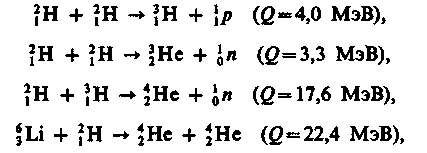 ²₁H + ²₁H → ³₁H + ¹₁p (Q=4,0 МэВ),
²₁H + ²₁H → ³₂He + ¹₀n (Q=3,3 МэВ),
²₁H + ³₁H → ⁴₂He + ¹₀n (Q=17,6 МэВ),
⁶₃Li + ²₁H → ⁴₂He + ⁴₂He (Q=22,4 МэВ),